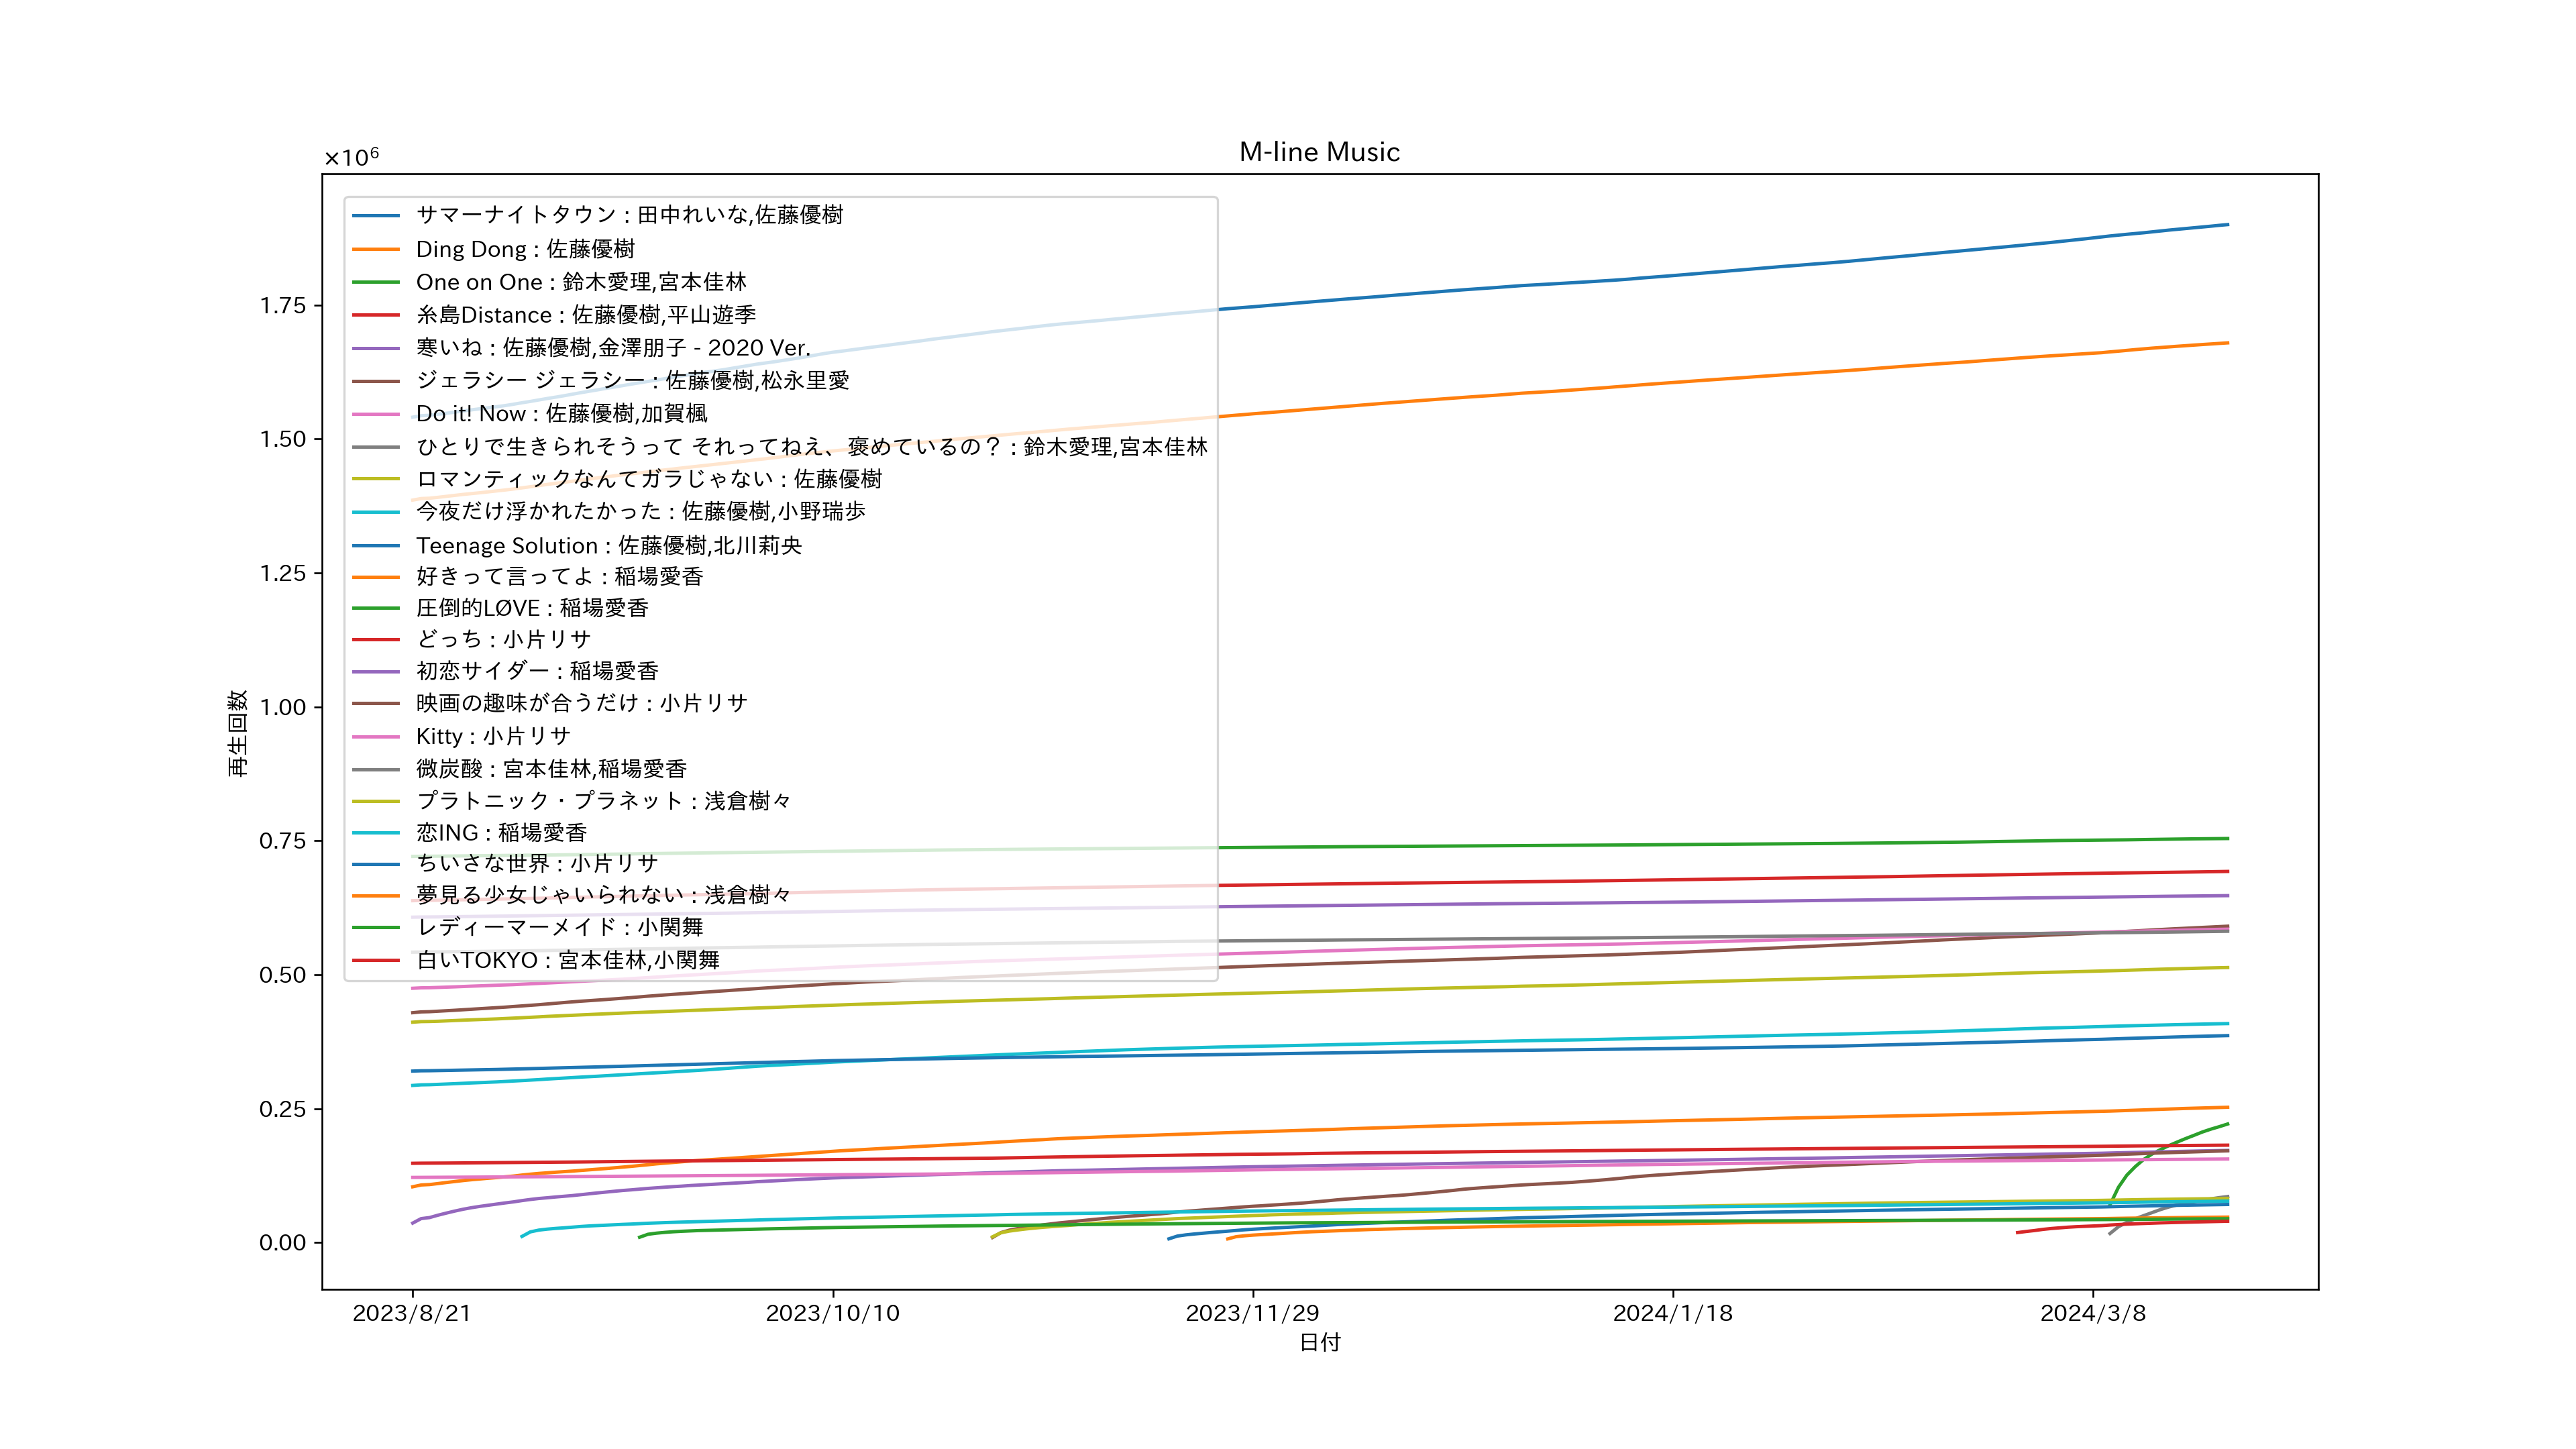 M-line Music
×10⁶
サマーナイトタウン : 田中れいな,佐藤優樹
Ding Dong : 佐藤優樹
One on One : 鈴木愛理,宮本佳林
糸島Distance : 佐藤優樹,平山遊季
寒いね : 佐藤優樹,金澤朋子 - 2020 Ver.
ジェラシー ジェラシー : 佐藤優樹,松永里愛
Do it! Now : 佐藤優樹,加賀楓
ひとりで生きられそうって それってねえ、褒めているの？ : 鈴木愛理,宮本佳林
ロマンティックなんてガラじゃない : 佐藤優樹
今夜だけ浮かれたかった : 佐藤優樹,小野瑞歩
Teenage Solution : 佐藤優樹,北川莉央
好きって言ってよ : 稲場愛香
圧倒的LØVE : 稲場愛香
どっち : 小片リサ
初恋サイダー : 稲場愛香
映画の趣味が合うだけ : 小片リサ
Kitty : 小片リサ
微炭酸 : 宮本佳林,稲場愛香
プラトニック・プラネット : 浅倉樹々
恋ING : 稲場愛香
ちいさな世界 : 小片リサ
夢見る少女じゃいられない : 浅倉樹々
レディーマーメイド : 小関舞
白いTOKYO : 宮本佳林,小関舞
1.75
1.50
1.25
1.00
0.75
0.50
0.25
0.00
再生回数
2023/8/21
2023/10/10
2023/11/29
2024/1/18
2024/3/8
日付